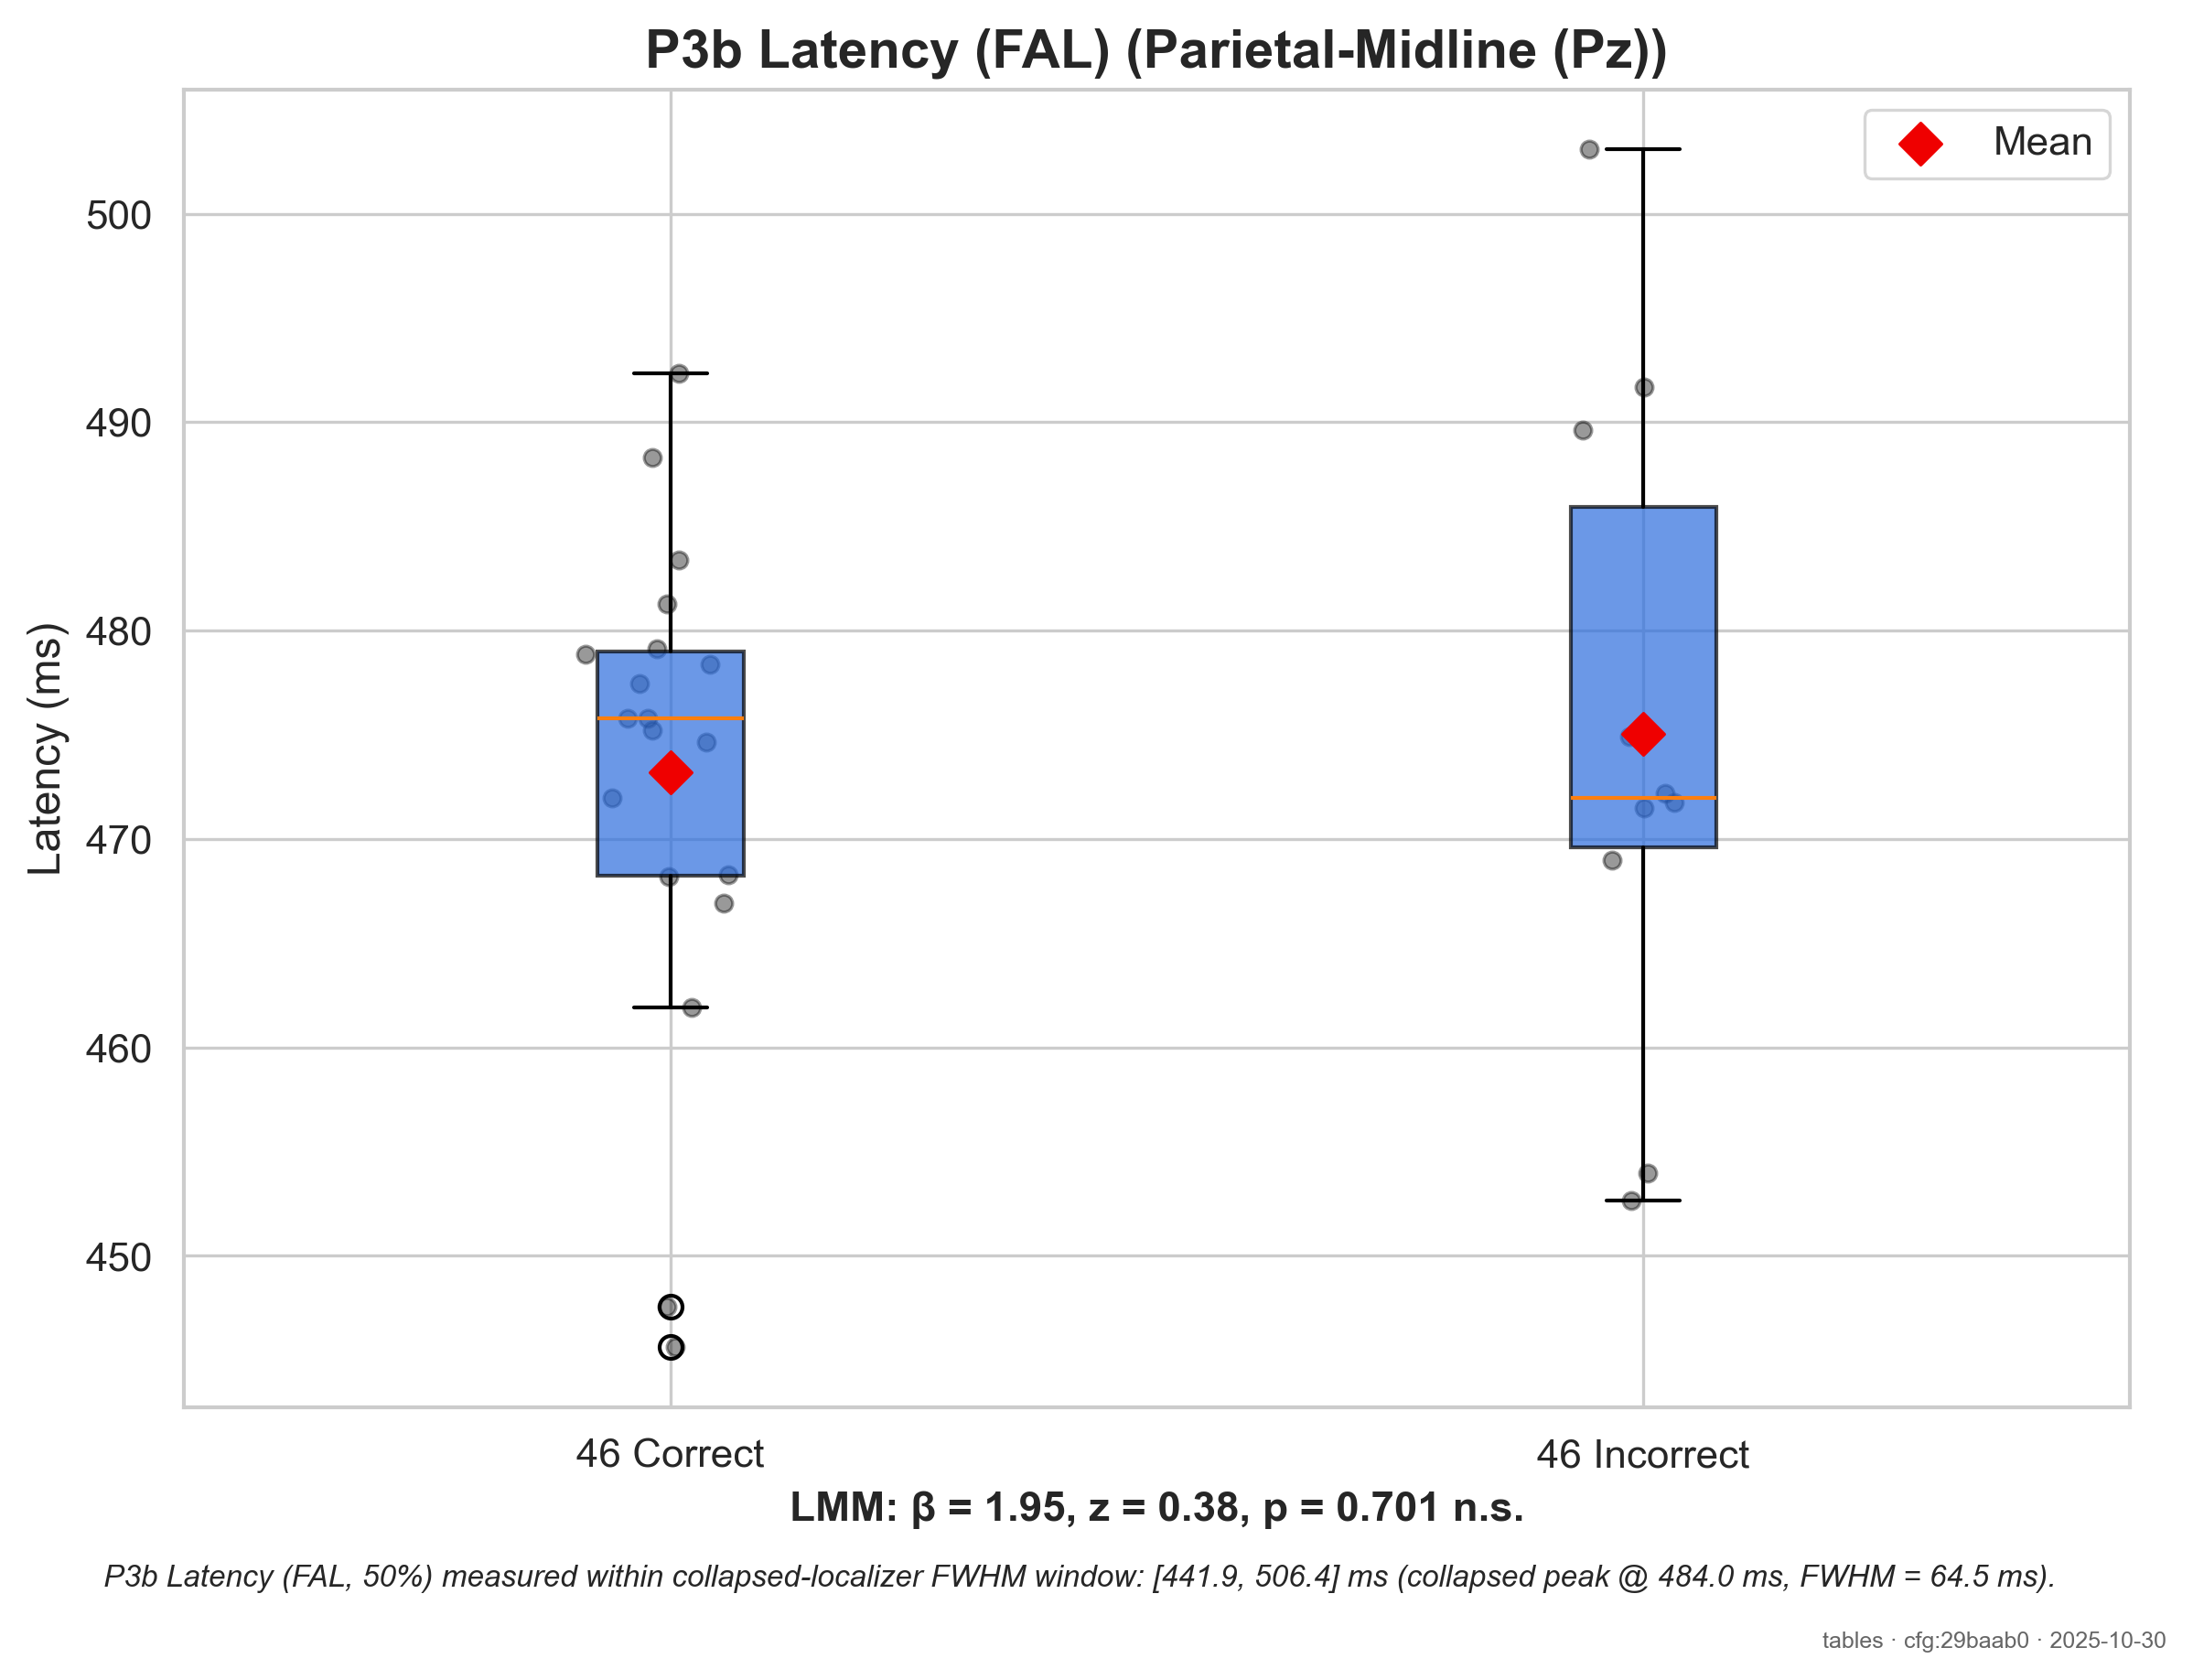 P3b Latency (FAL) (Parietal-Midline (Pz))
Mean
Latency (ms)
500
490
480
470
460
450
46 Correct
46 Incorrect
LMM: β = 1.95, z = 0.38, p = 0.701 n.s.
P3b Latency (FAL, 50%) measured within collapsed-localizer FWHM window: [441.9, 506.4] ms (collapsed peak @ 484.0 ms, FWHM = 64.5 ms).
tables · cfg:29baab0 · 2025-10-30